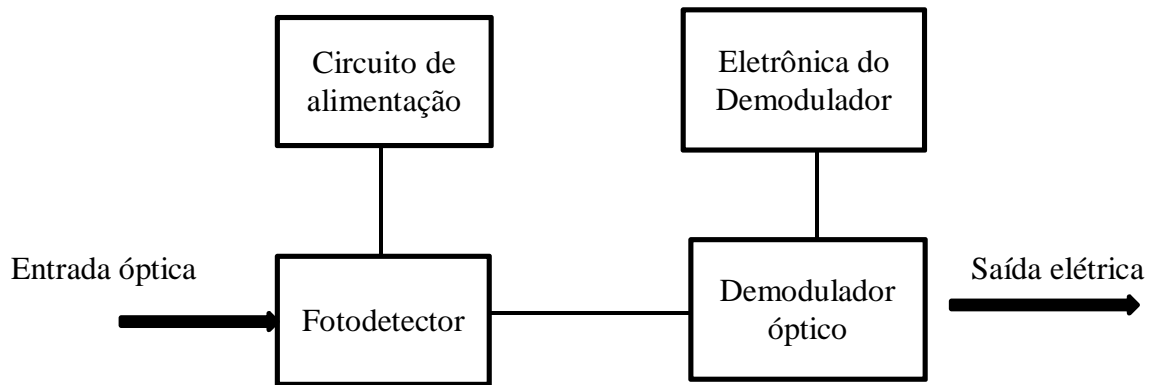 Circuito de
alimentação
Eletrônica do
Demodulador
Entrada óptica
Fotodetector
Demodulador
óptico
Saída elétrica